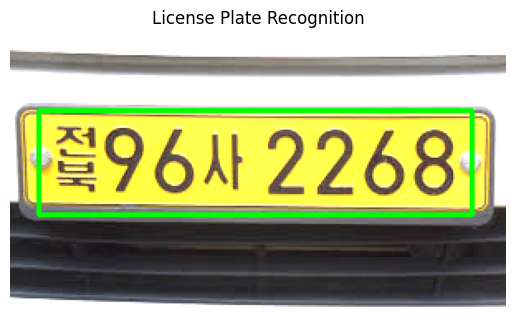 License Plate Recognition
전북96사 2268